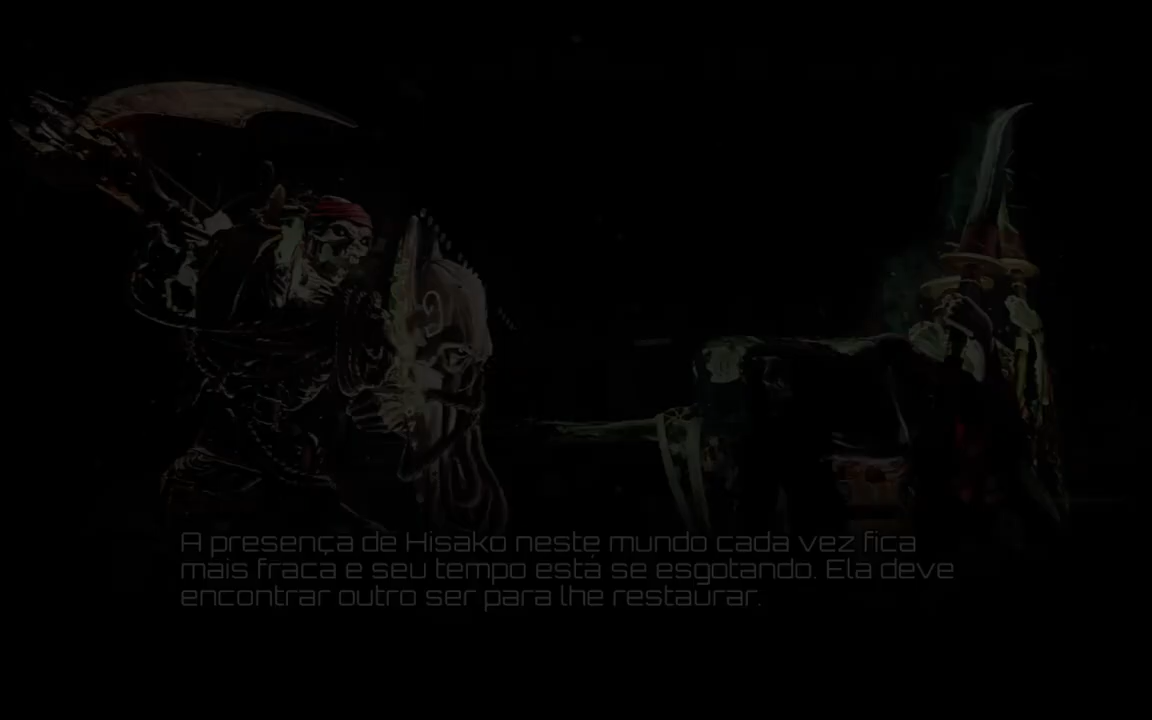 A presença de Hisako neste mundo cada vez fica
mais fraca e seu tempo está se esgotando. Ela deve
encontrar outro ser para lhe restaurar.